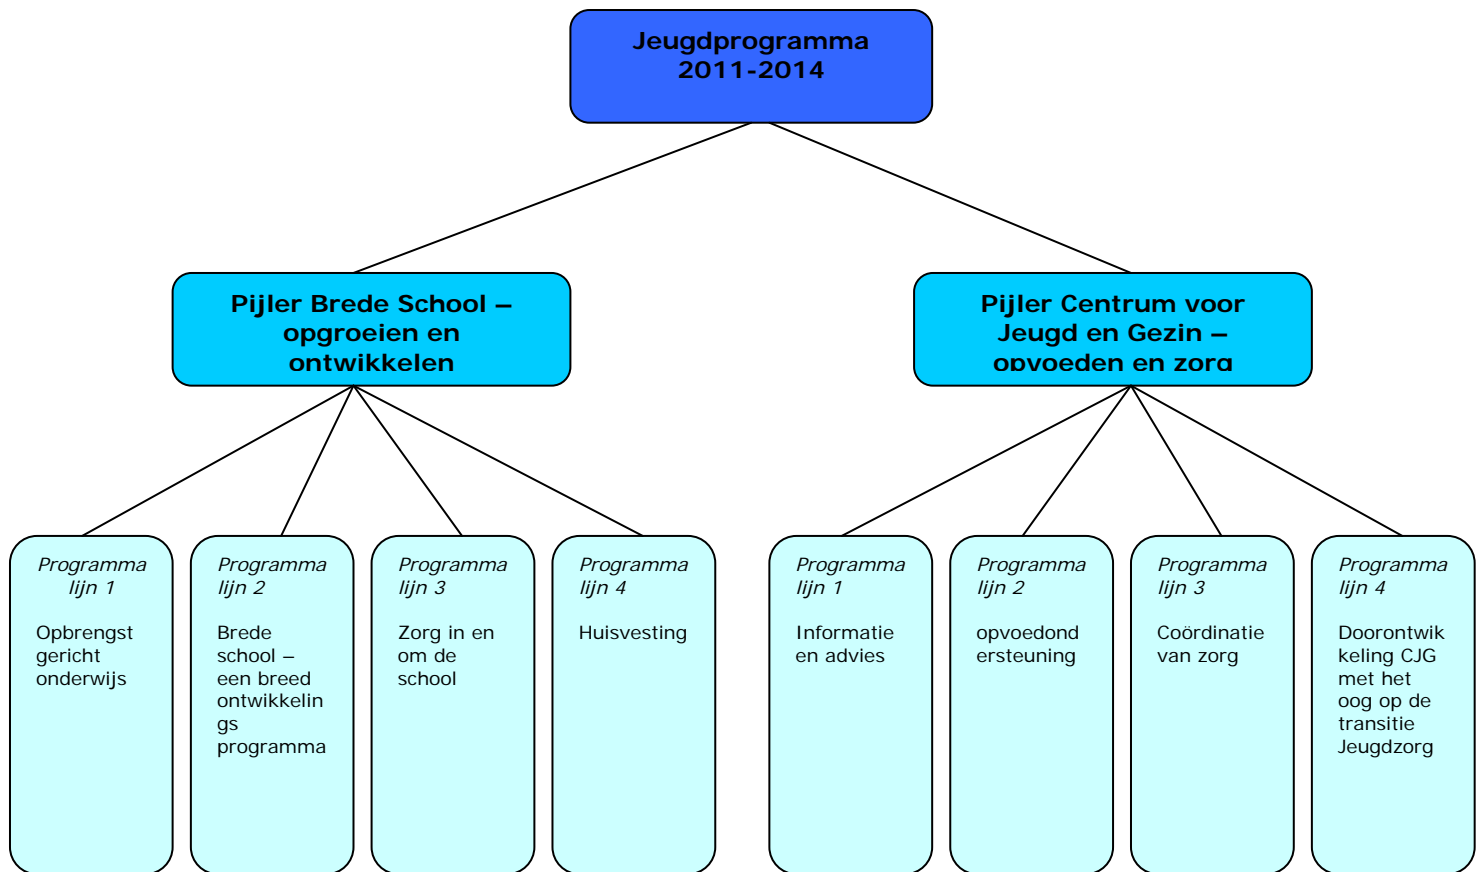 Jeugdprogramma
2011-2014
Pijler Brede School –
opgroeien en
ontwikkelen
Pijler Centrum voor
Jeugd en Gezin –
opvoeden en zorg
Programma
lijn 1
Opbrengst
gericht
onderwijs
Programma
lijn 2
Brede
school –
een breed
ontwikkelin
gs
programma
Programma
lijn 3
Zorg in en
om de
school
Programma
lijn 4
Huisvesting
Programma
lijn 1
Informatie
en advies
Programma
lijn 2
opvoedond
ersteuning
Programma
lijn 3
Coördinatie
van zorg
Programma
lijn 4
Doorontwik
keling CJG
met het
oog op de
transitie
Jeugdzorg